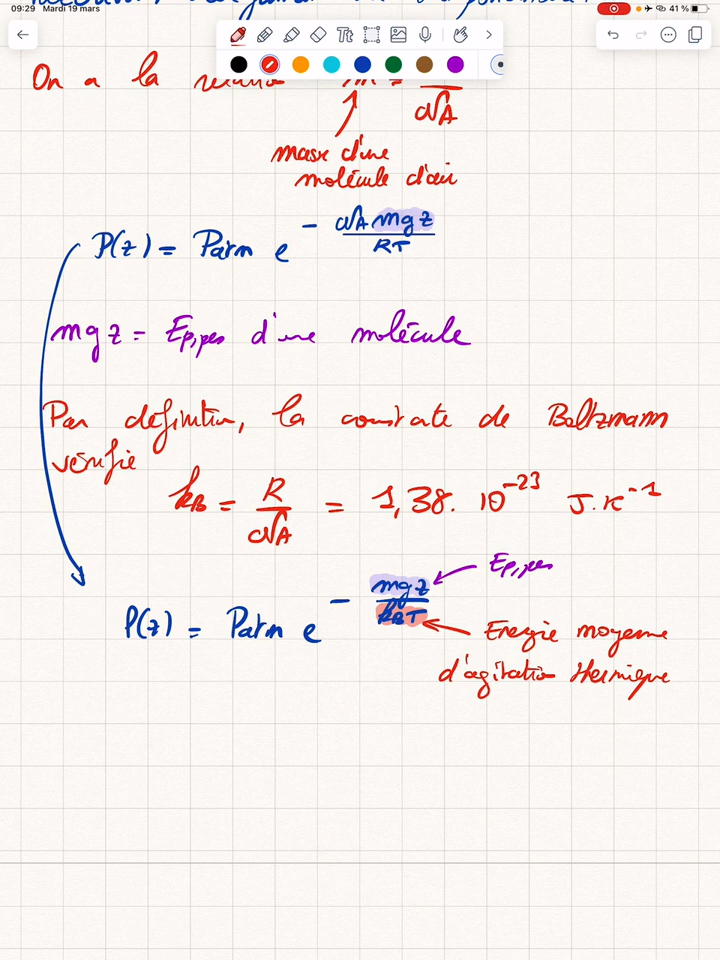 09:29 Mardi 19 mars
41 %
Tt
On a la m =
𝒩A
masse d'une
molécule d'air
P(z) = Patm e^{- 𝒩A mgz / RT}
mgz = Ep,pes d'une molécule
Par définition, la constante de Boltzmann
vérifie
kB = R / 𝒩A = 1,38. 10^{-23} J.K^{-1}
P(z) = Patm e^{- mgz / kBT}
Ep,pes
Energie moyenne
d'agitation thermique